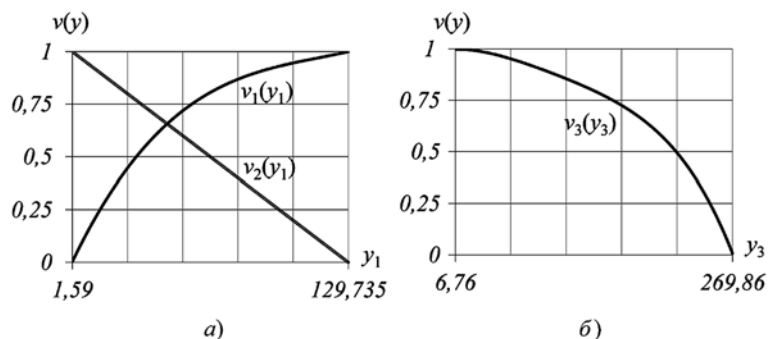 v(y)
1
0,75
0,5
0,25
0
v₁(y₁)
v₂(y₁)
y₁
1,59
129,735
а)
v(y)
1
0,75
0,5
0,25
0
v₃(y₃)
y₃
6,76
269,86
б)